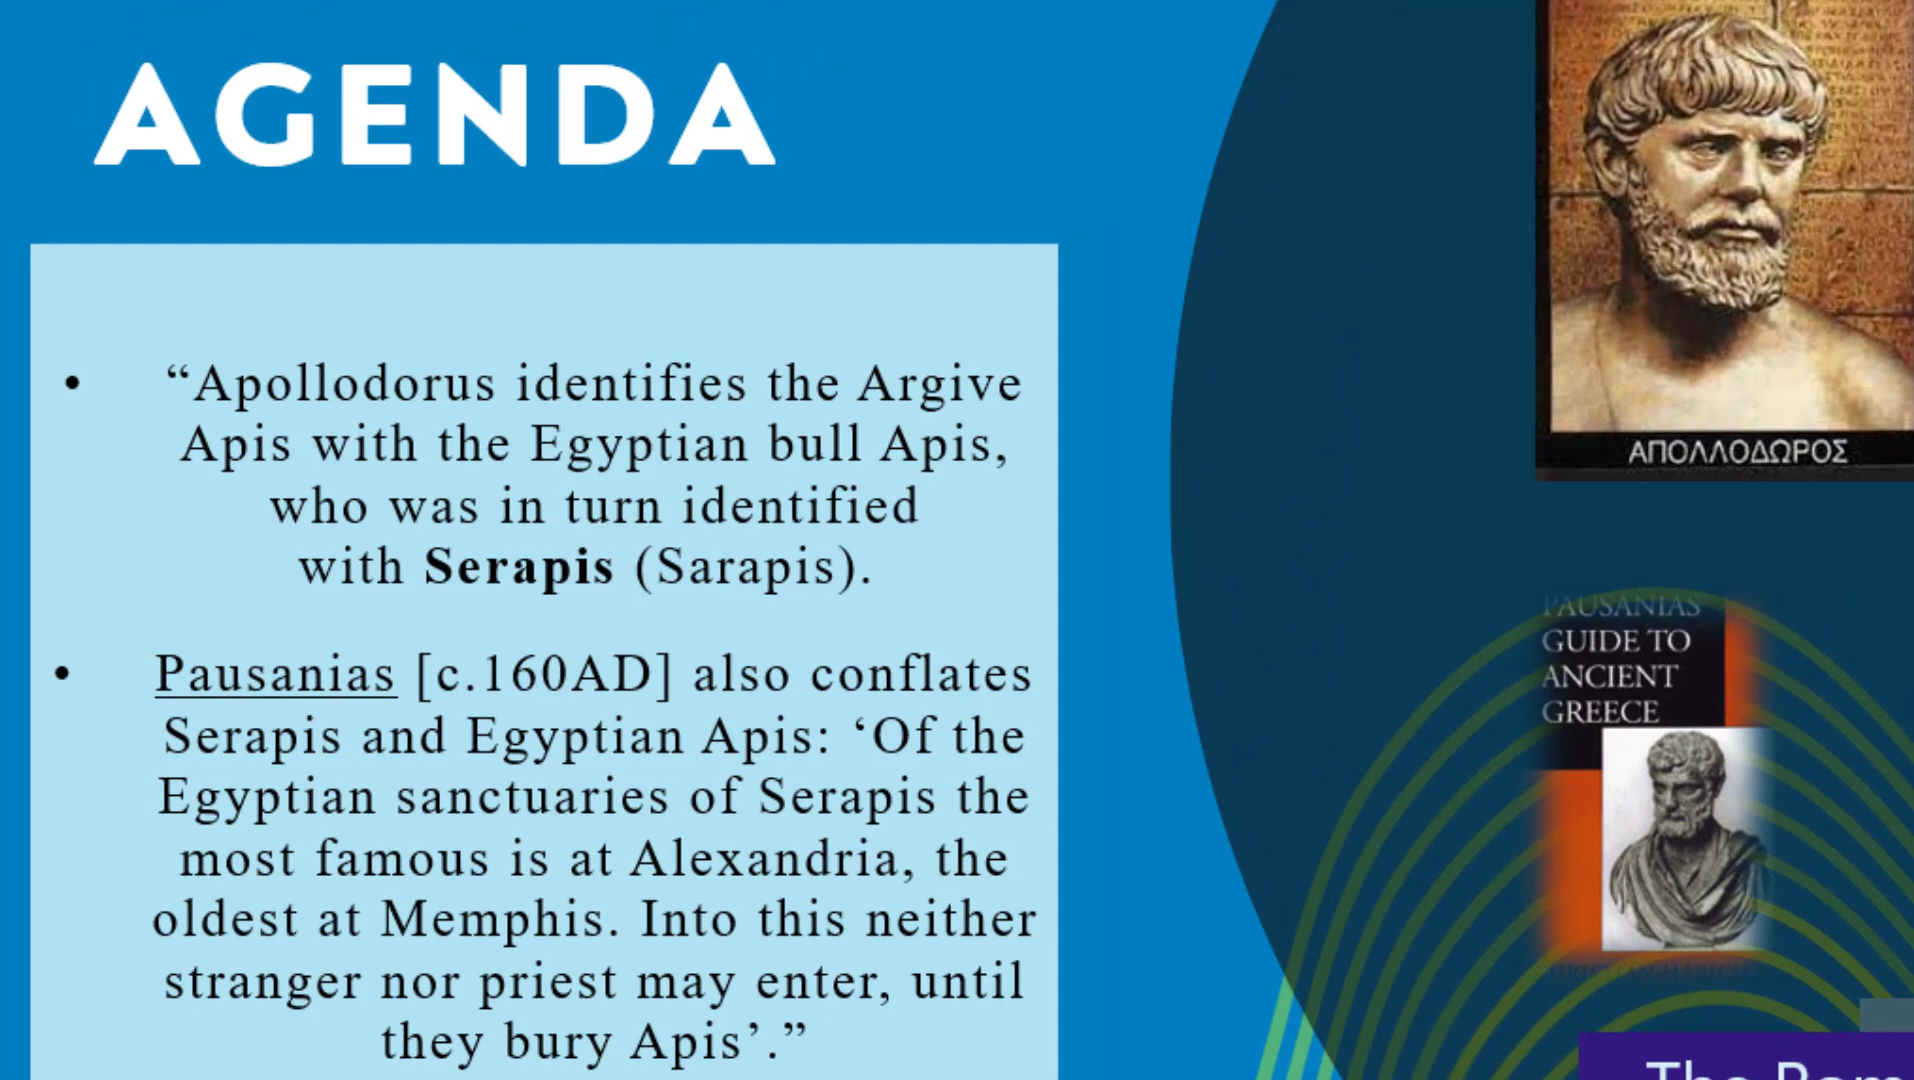 AGENDA
• “Apollodorus identifies the Argive
Apis with the Egyptian bull Apis,
who was in turn identified
with Serapis (Sarapis).
• Pausanias [c.160AD] also conflates
Serapis and Egyptian Apis: ‘Of the
Egyptian sanctuaries of Serapis the
most famous is at Alexandria, the
oldest at Memphis. Into this neither
stranger nor priest may enter, until
they bury Apis’.”
ΑΠΟΛΛΟΔΩΡΟΣ
PAUSANIAS
GUIDE TO
ANCIENT
GREECE
The